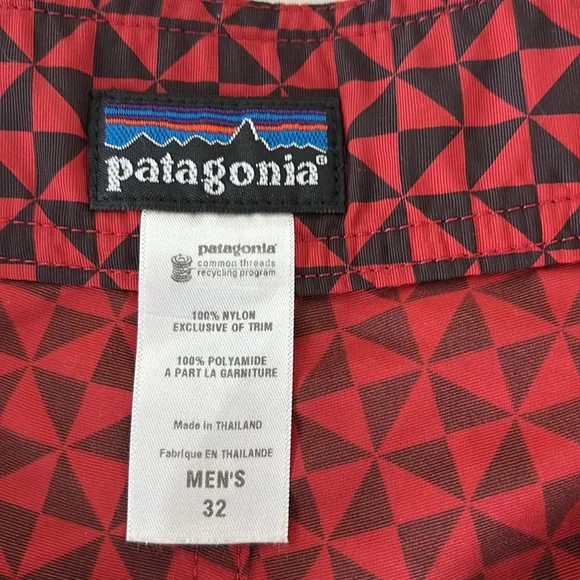 patagonia®
patagonia®
common threads
recycling program
100% NYLON
EXCLUSIVE OF TRIM
100% POLYAMIDE
A PART LA GARNITURE
Made in THAILAND
Fabrique EN THAILANDE
MEN'S
32